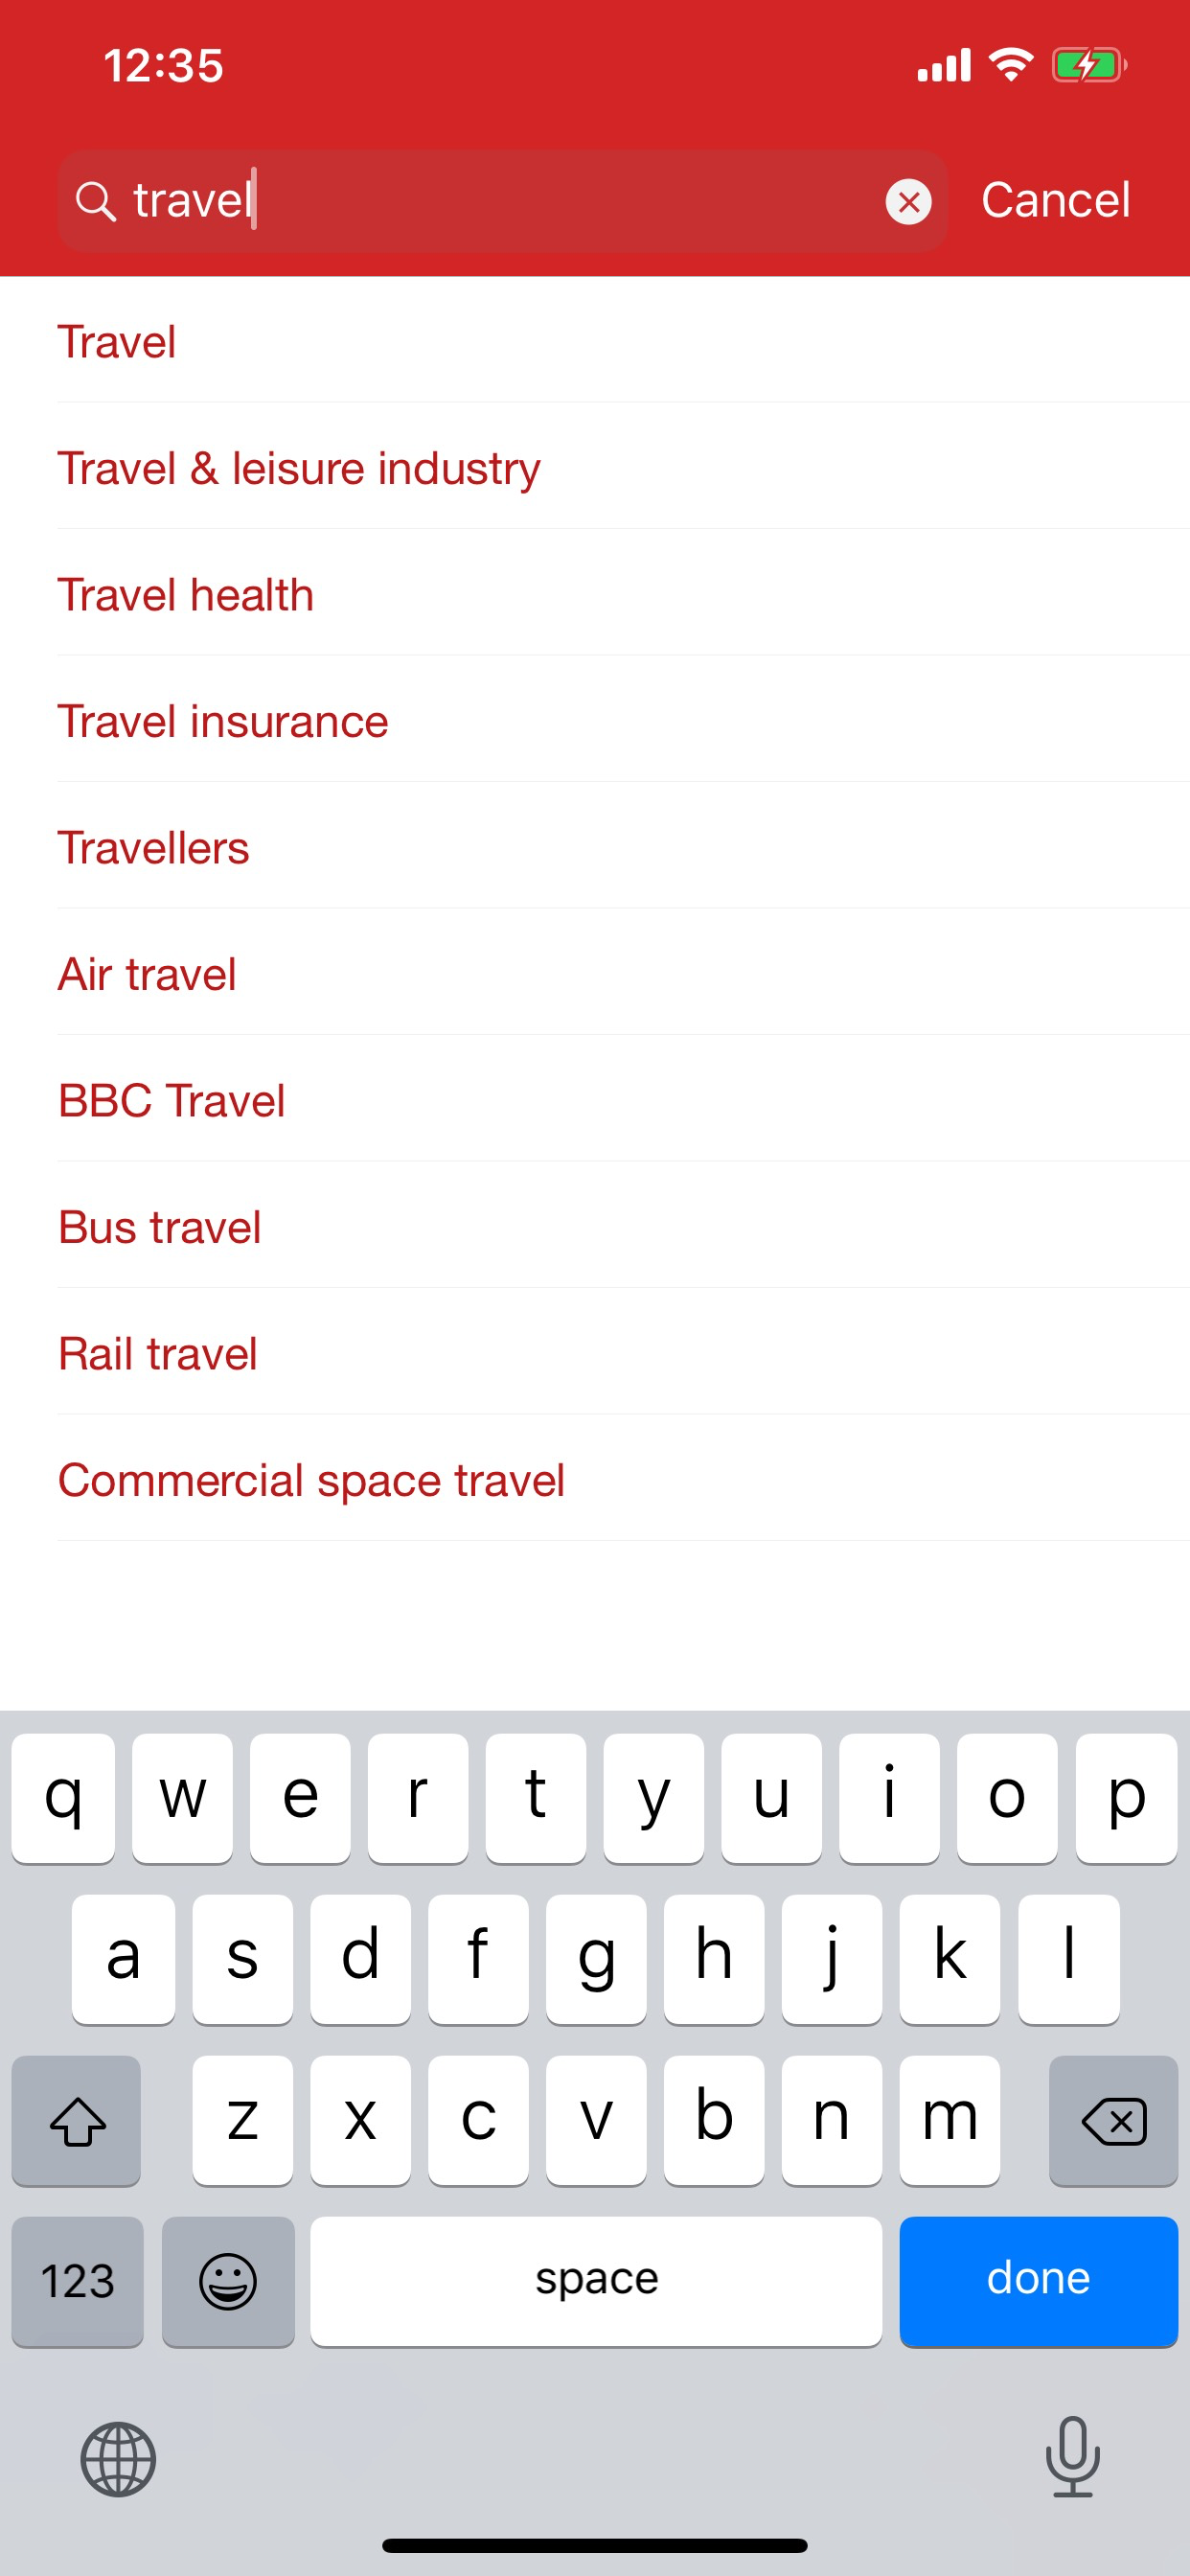 12:35
travel
Cancel
Travel
Travel & leisure industry
Travel health
Travel insurance
Travellers
Air travel
BBC Travel
Bus travel
Rail travel
Commercial space travel
q w e r t y u i o p
a s d f g h j k l
z x c v b n m
123 space done